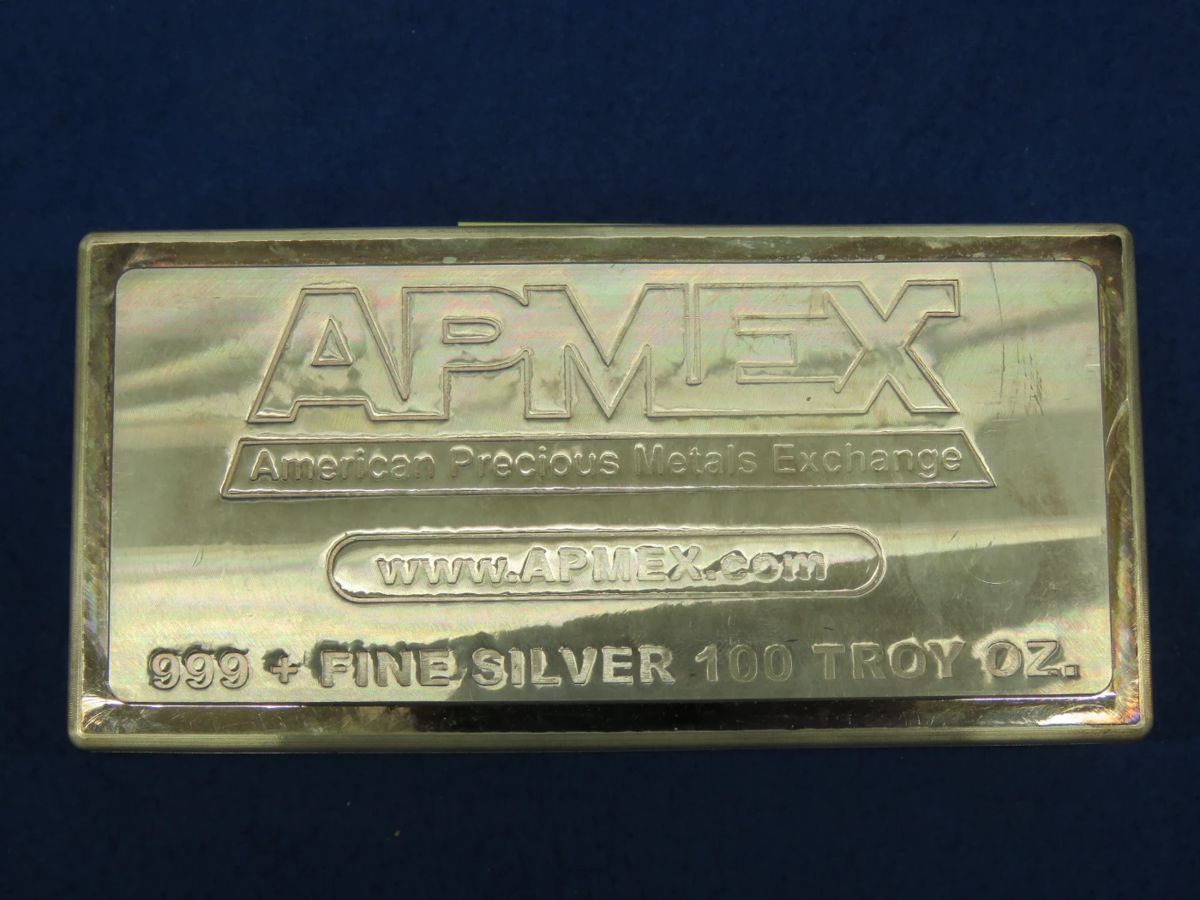 APMEX
American Precious Metals Exchange
www.APMEX.com
999 + FINE SILVER 100 TROY OZ.